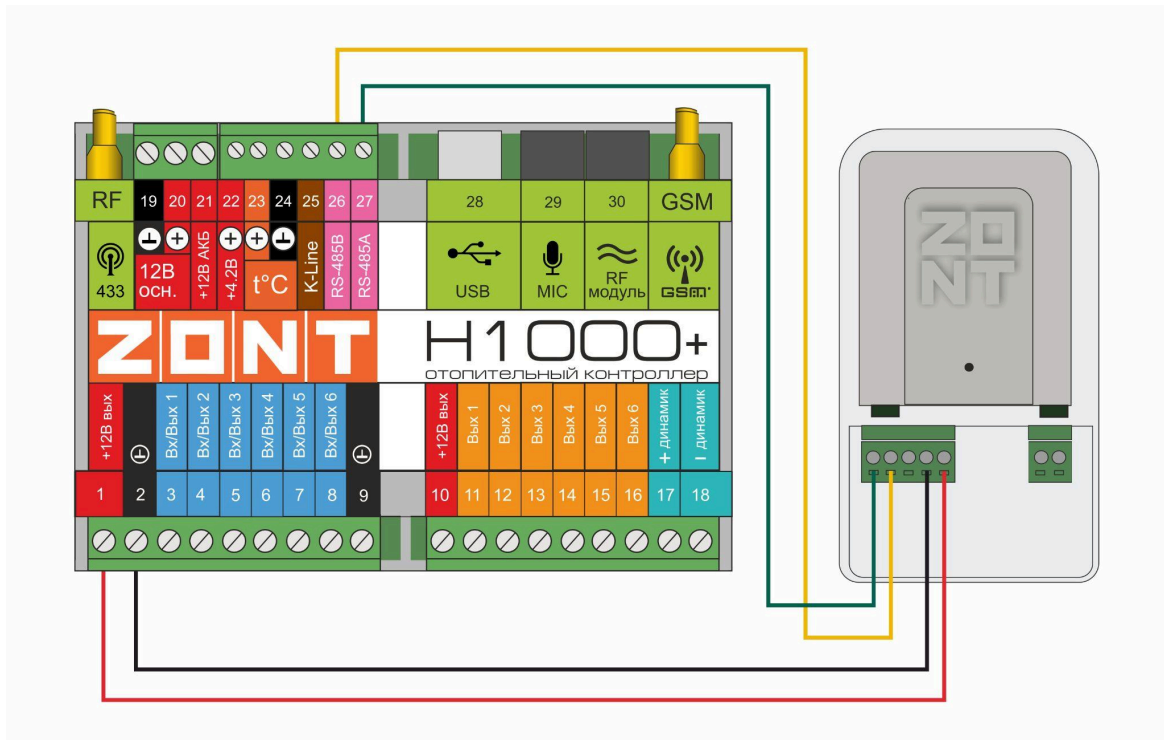 RF 19 20 21 22 23 24 25 26 27 28 29 30 GSM
433
12В
осн.
+12В АКБ
+4.2В
t°C
K-Line
RS-485B
RS-485A
USB
MIC
RF
модуль
GSM
ZONT
H1000+
отопительный контроллер
+12В вых
Вх/Вых 1
Вх/Вых 2
Вх/Вых 3
Вх/Вых 4
Вх/Вых 5
Вх/Вых 6
+12В вых
Вых 1
Вых 2
Вых 3
Вых 4
Вых 5
Вых 6
+ динамик
– динамик
1 2 3 4 5 6 7 8 9 10 11 12 13 14 15 16 17 18
ZO
NT